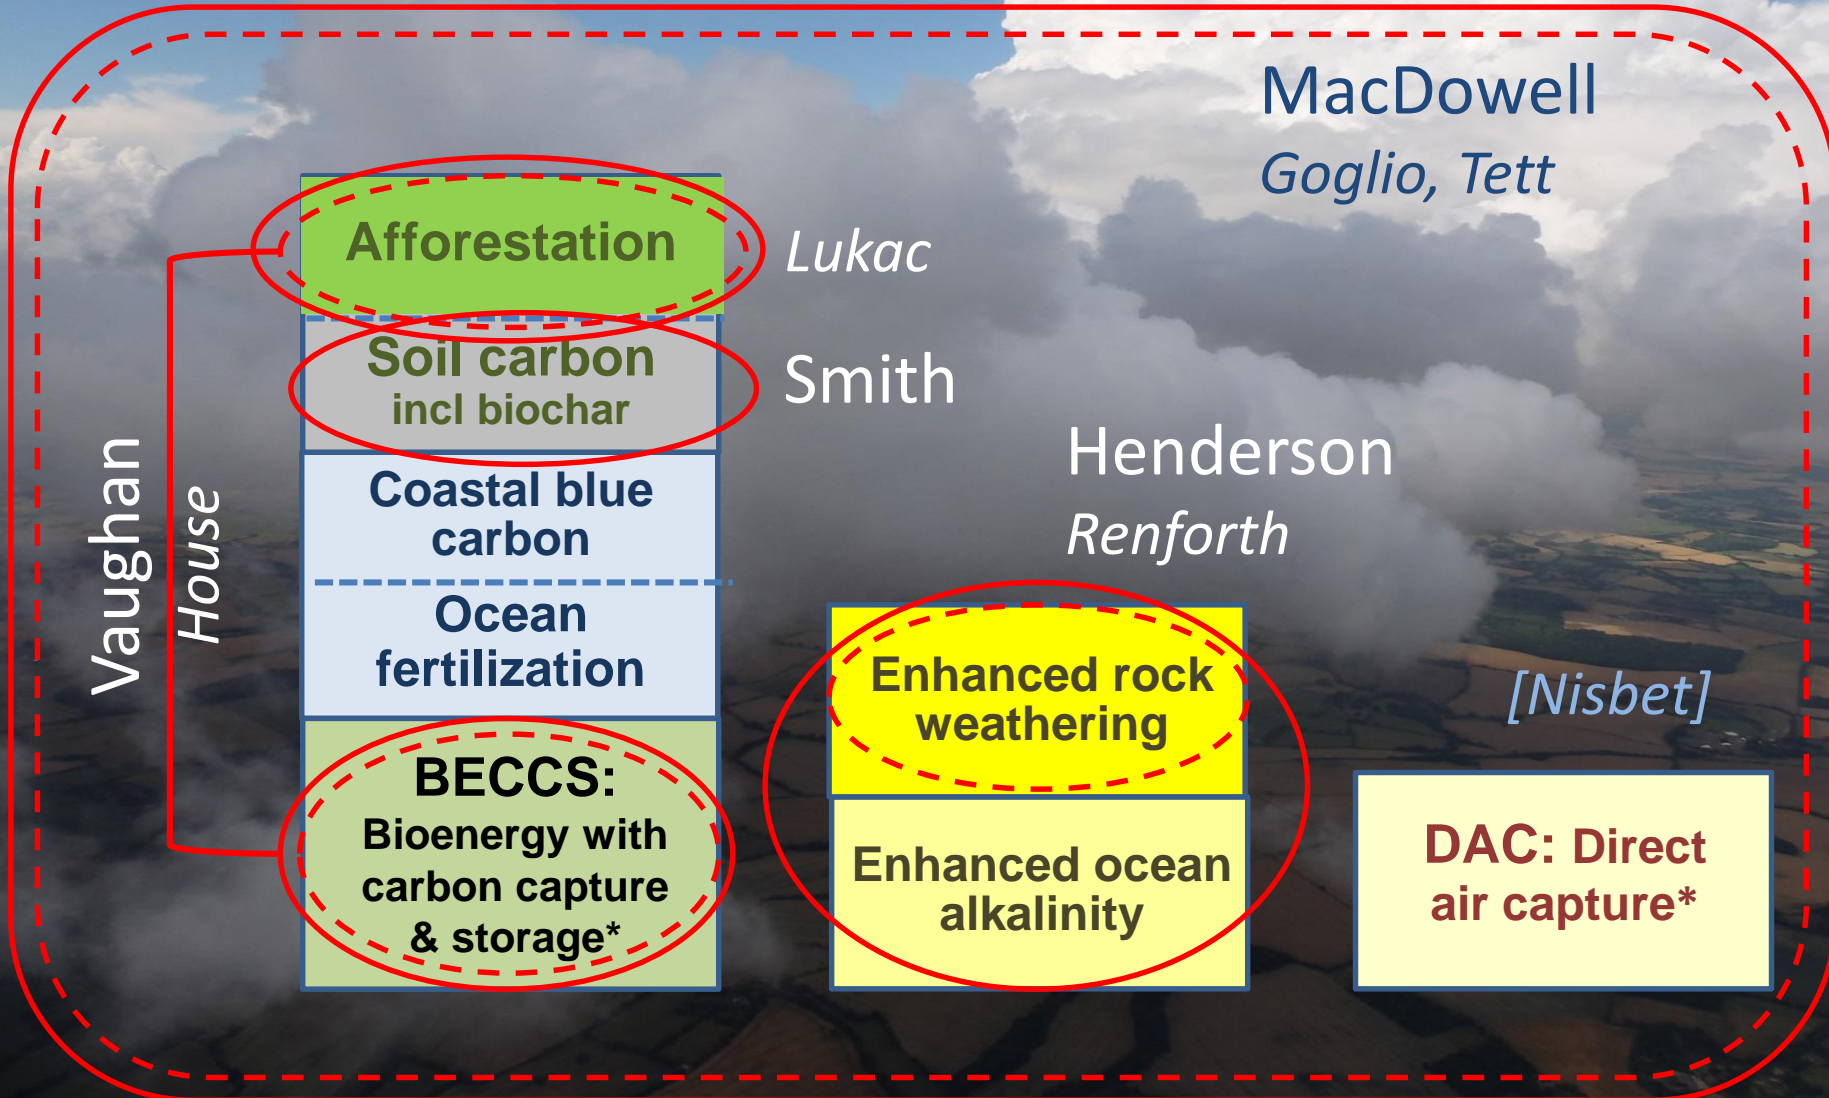 MacDowell
Goglio, Tett
Afforestation
Lukac
Soil carbon
incl biochar
Smith
Vaughan
House
Coastal blue
carbon
Henderson
Renforth
Ocean
fertilization
Enhanced rock
weathering
[Nisbet]
BECCS:
Bioenergy with
carbon capture
& storage*
Enhanced ocean
alkalinity
DAC: Direct
air capture*